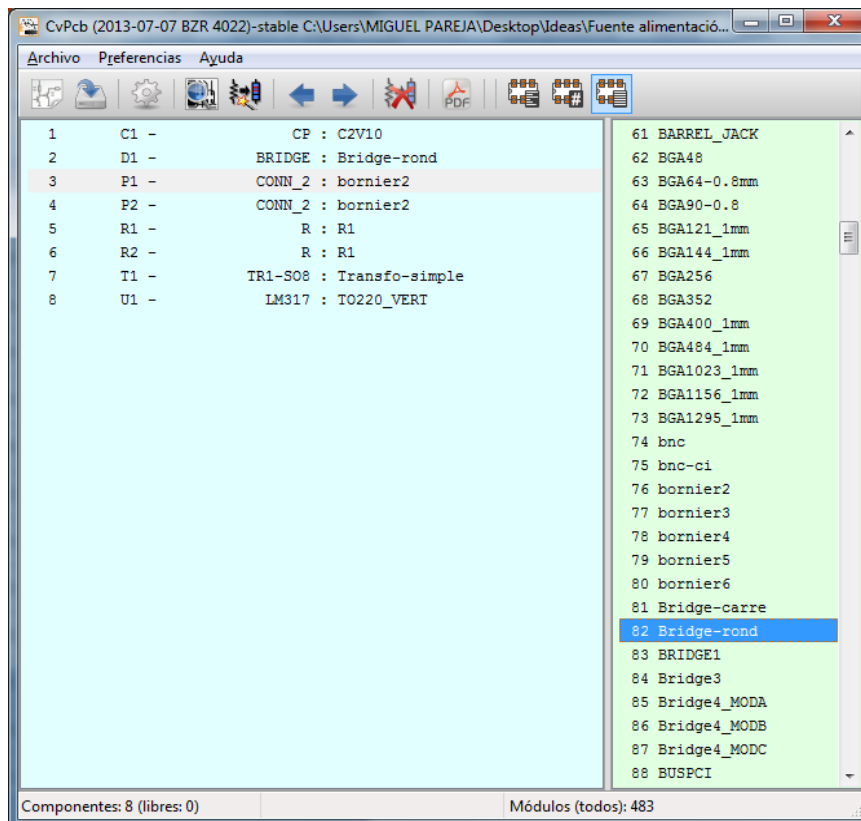 CvPcb (2013-07-07 BZR 4022)-stable C:\Users\MIGUEL PAREJA\Desktop\Ideas\Fuente alimentació...
Archivo Preferencias Ayuda
PDF
1 C1 - CP : C2V10
2 D1 - BRIDGE : Bridge-rond
3 P1 - CONN_2 : bornier2
4 P2 - CONN_2 : bornier2
5 R1 - R : R1
6 R2 - R : R1
7 T1 - TR1-SO8 : Transfo-simple
8 U1 - LM317 : TO220_VERT
61 BARREL_JACK
62 BGA48
63 BGA64-0.8mm
64 BGA90-0.8
65 BGA121_1mm
66 BGA144_1mm
67 BGA256
68 BGA352
69 BGA400_1mm
70 BGA484_1mm
71 BGA1023_1mm
72 BGA1156_1mm
73 BGA1295_1mm
74 bnc
75 bnc-ci
76 bornier2
77 bornier3
78 bornier4
79 bornier5
80 bornier6
81 Bridge-carre
82 Bridge-rond
83 BRIDGE1
84 Bridge3
85 Bridge4_MODA
86 Bridge4_MODB
87 Bridge4_MODC
88 BUSPCI
Componentes: 8 (libres: 0)
Módulos (todos): 483